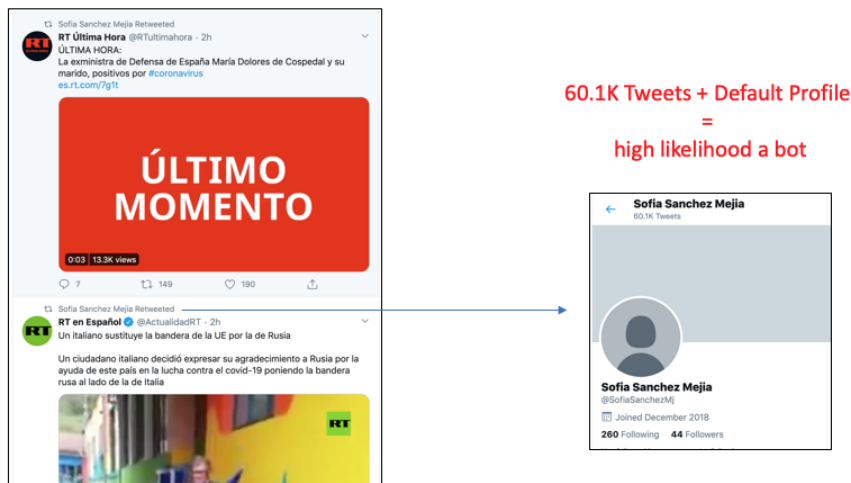 Sofia Sanchez Mejia Retweeted
RT Última Hora @RTultimahora · 2h
ÚLTIMA HORA:
La exministra de Defensa de España María Dolores de Cospedal y su
marido, positivos por #coronavirus
es.rt.com/7g1t
RT
ÚLTIMO
MOMENTO
0:03 13.3K views
7 149 190
Sofia Sanchez Mejia Retweeted
RT en Español @ActualidadRT · 2h
Un italiano sustituye la bandera de la UE por la de Rusia
RT
Un ciudadano italiano decidió expresar su agradecimiento a Rusia por la
ayuda de este país en la lucha contra el covid-19 poniendo la bandera
rusa al lado de la de Italia
RT
60.1K Tweets + Default Profile
=
high likelihood a bot
Sofia Sanchez Mejia
60.1K Tweets
Sofia Sanchez Mejia
@SofiaSanchezMj
Joined December 2018
260 Following 44 Followers